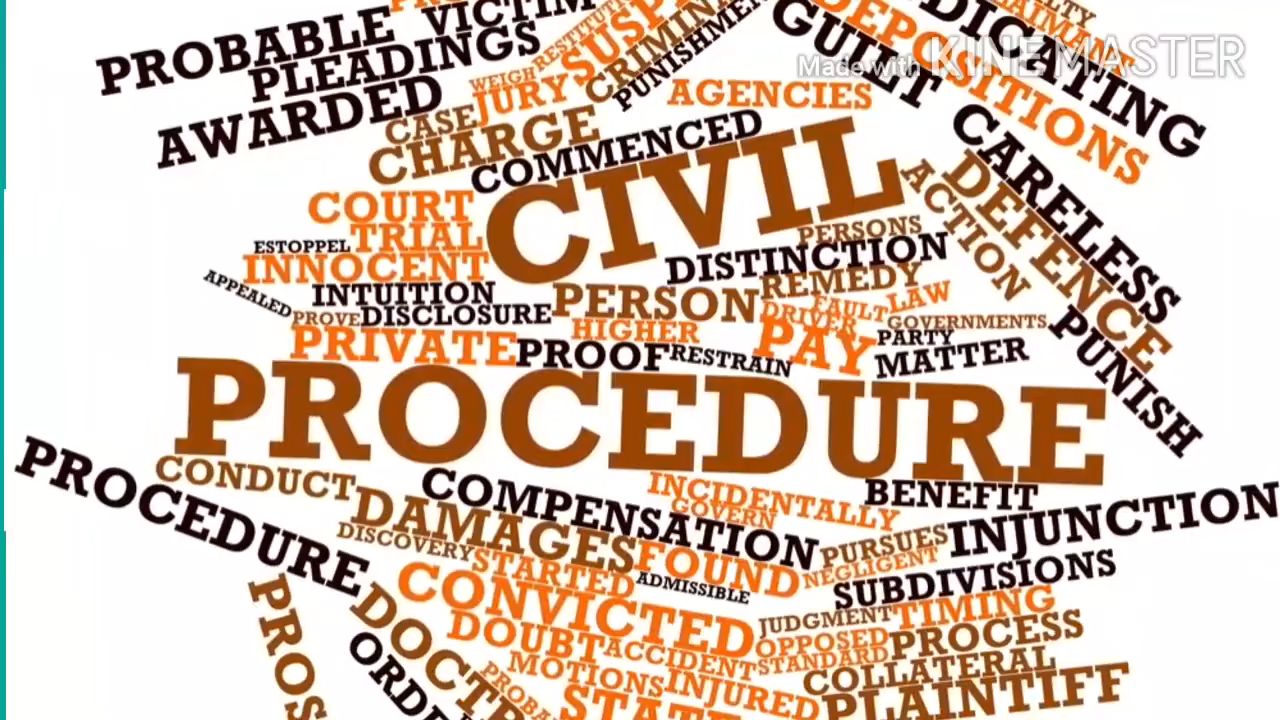 PROBABLE VICTIM
PLEADINGS
AWARDED
WEIGH
JURY
CRIMINAL
PUNISHMENT
GUILT
DEPOSITIONS
Made with KINEMASTER
AGENCIES
CASE
CHARGE
COMMENCED
CARELESS
CIVIL
COURT
TRIAL
ESTOPPEL
INNOCENT
ACTION
DEFENCE
PERSONS
DISTINCTION
REMEDY
APPEALED
INTUITION
PROVE
DISCLOSURE
PERSON
DRIVER
FAULT
LAW
GOVERNMENTS
HIGHER
PRIVATE
PROOF
RESTRAIN
PAY
PARTY
MATTER
PUNISH
PROCEDURE
PROCEDURE
CONDUCT
COMPENSATION
INCIDENTALLY
GOVERN
BENEFIT
DAMAGES
DISCOVERY
STARTED
FOUND
ADMISSIBLE
PURSUES
NEGLIGENT
INJUNCTION
SUBDIVISIONS
CONVICTED
JUDGMENT
TIMING
DOUBT
ACCIDENT
OPPOSED
STANDARD
PROCESS
MOTIONS
INJURED
COLLATERAL
PLAINTIFF